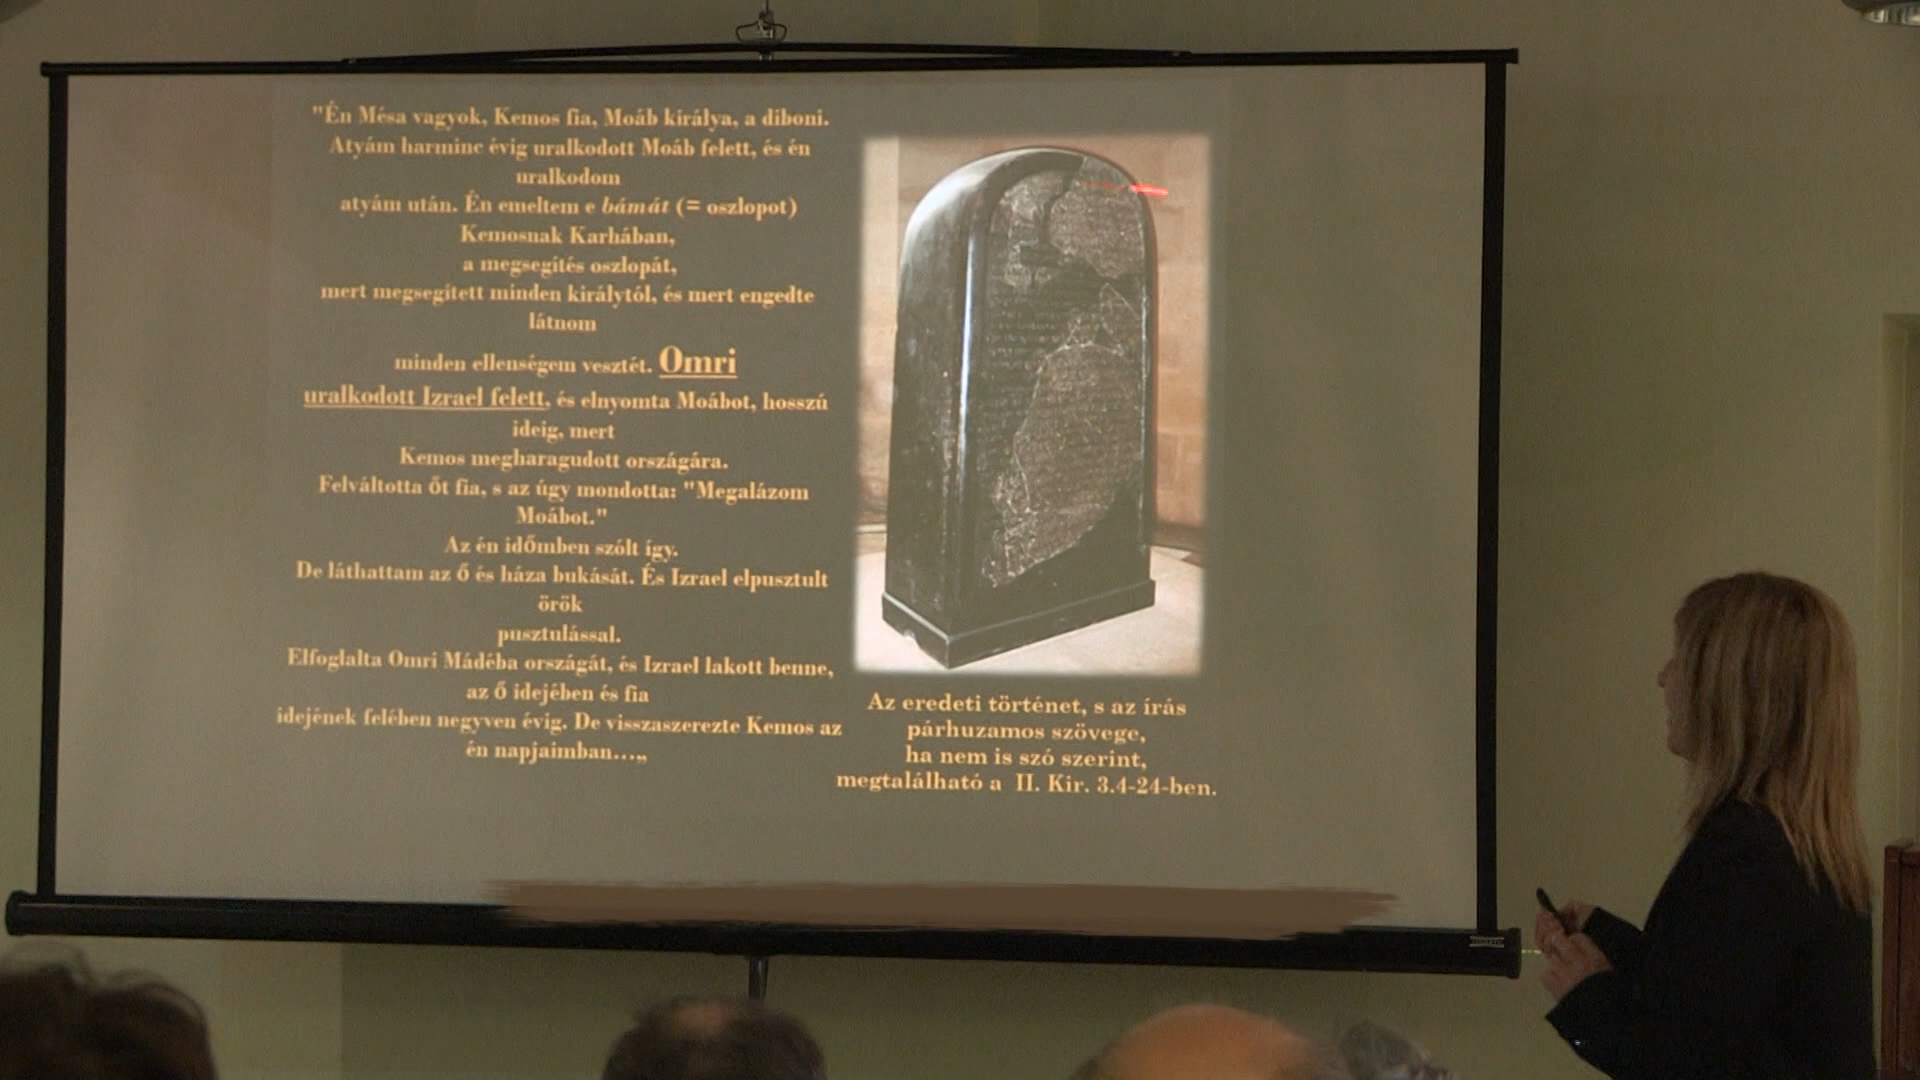 "Én Mésa vagyok, Kemos fia, Moáb királya, a diboni.
Atyám harminc évig uralkodott Moáb felett, és én
uralkodom
atyám után. Én emeltem e bámát (= oszlopot)
Kemosnak Karhában,
a megsegítés oszlopát,
mert megsegített minden királytól, és mert engedte
látnom
minden ellenségem vesztét. Omri
uralkodott Izrael felett, és elnyomta Moábot, hosszú
ideig, mert
Kemos megharagudott országára.
Felváltotta őt fia, s az úgy mondotta: "Megalázom
Moábot."
Az én időmben szólt így.
De láthattam az ő és háza bukását. És Izrael elpusztult
örök
pusztulással.
Elfoglalta Omri Mádéba országát, és Izrael lakott benne,
az ő idejében és fia
idejének felében negyven évig. De visszaszerezte Kemos az
én napjaimban...„
Az eredeti történet, s az írás
párhuzamos szövege,
ha nem is szó szerint,
megtalálható a II. Kir. 3.4-24-ben.